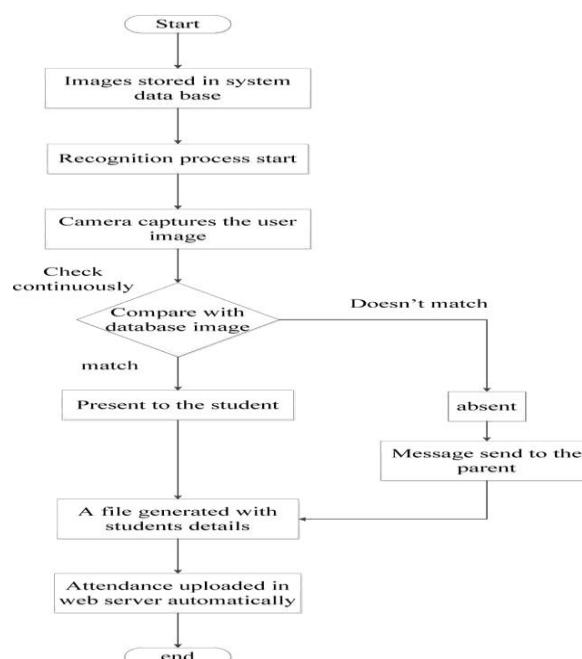 Start
Images stored in system
data base
Recognition process start
Camera captures the user
image
Check
continuously
Compare with
database image
Doesn't match
match
Present to the student
absent
Message send to the
parent
A file generated with
students details
Attendance uploaded in
web server automatically
end